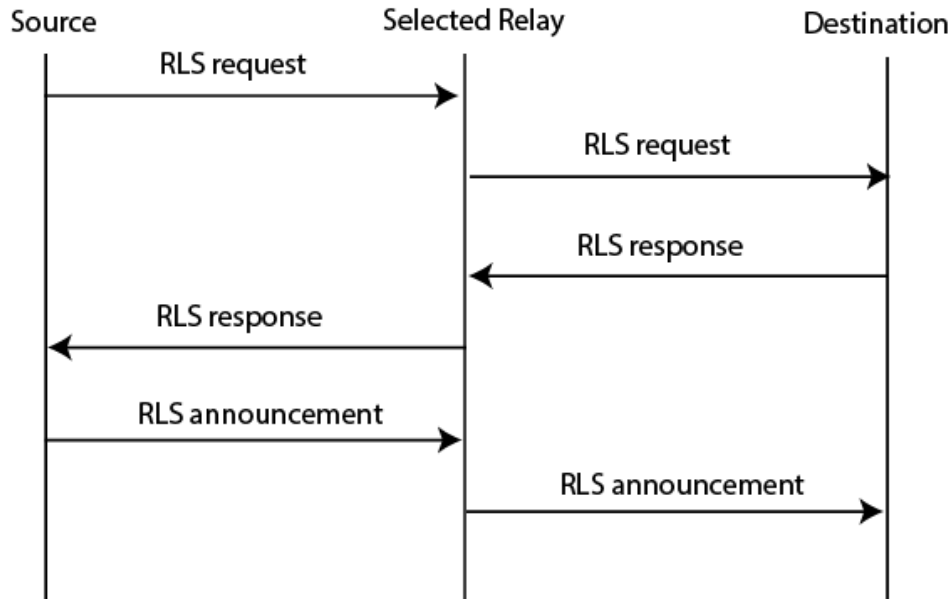 Source
Selected Relay
Destination
RLS request
RLS request
RLS response
RLS response
RLS announcement
RLS announcement